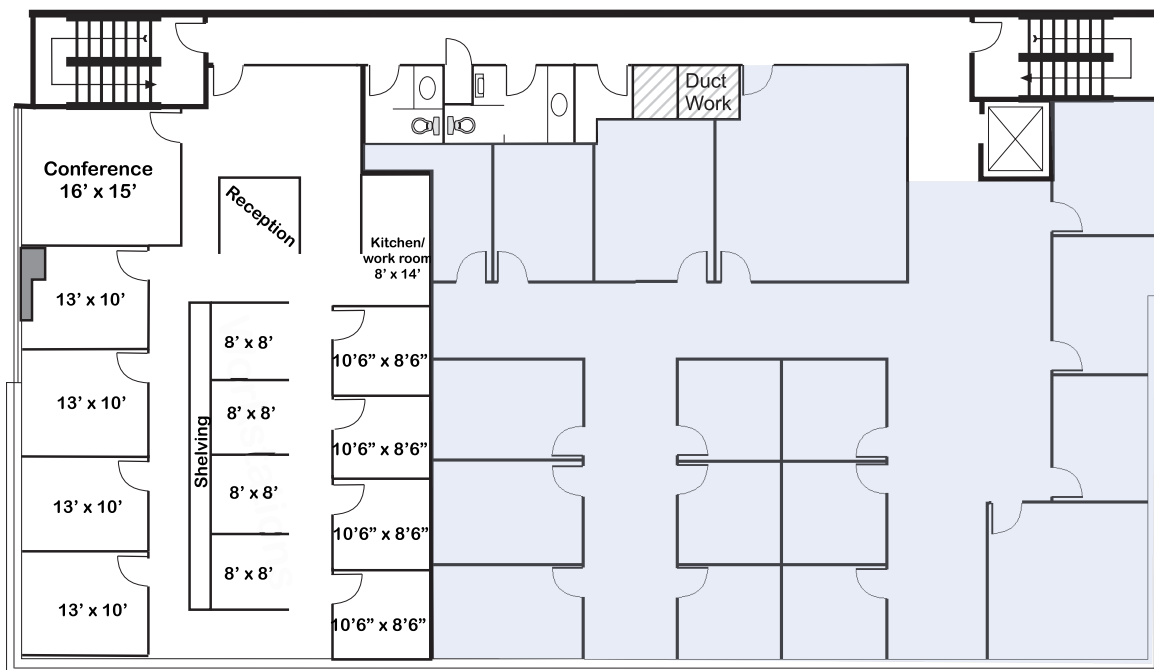 Duct
Work
Conference
16’ x 15’
Reception
Kitchen/
work room
8’ x 14’
13’ x 10’
8’ x 8’
10’6” x 8’6”
13’ x 10’
8’ x 8’
10’6” x 8’6”
Shelving
Workstations
13’ x 10’
8’ x 8’
10’6” x 8’6”
13’ x 10’
8’ x 8’
10’6” x 8’6”